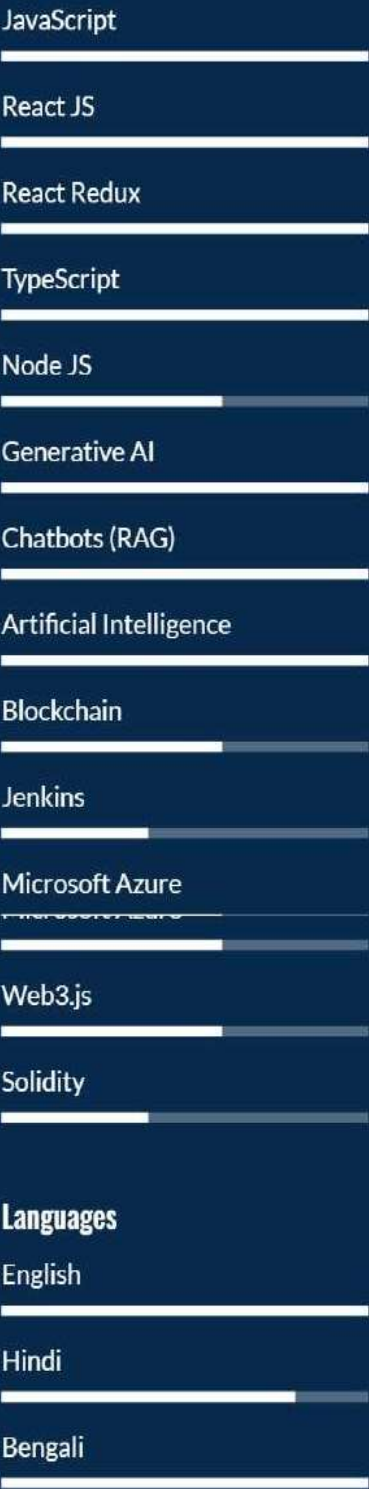 JavaScript
React JS
React Redux
TypeScript
Node JS
Generative AI
Chatbots (RAG)
Artificial Intelligence
Blockchain
Jenkins
Microsoft Azure
Web3.js
Solidity
Languages
English
Hindi
Bengali